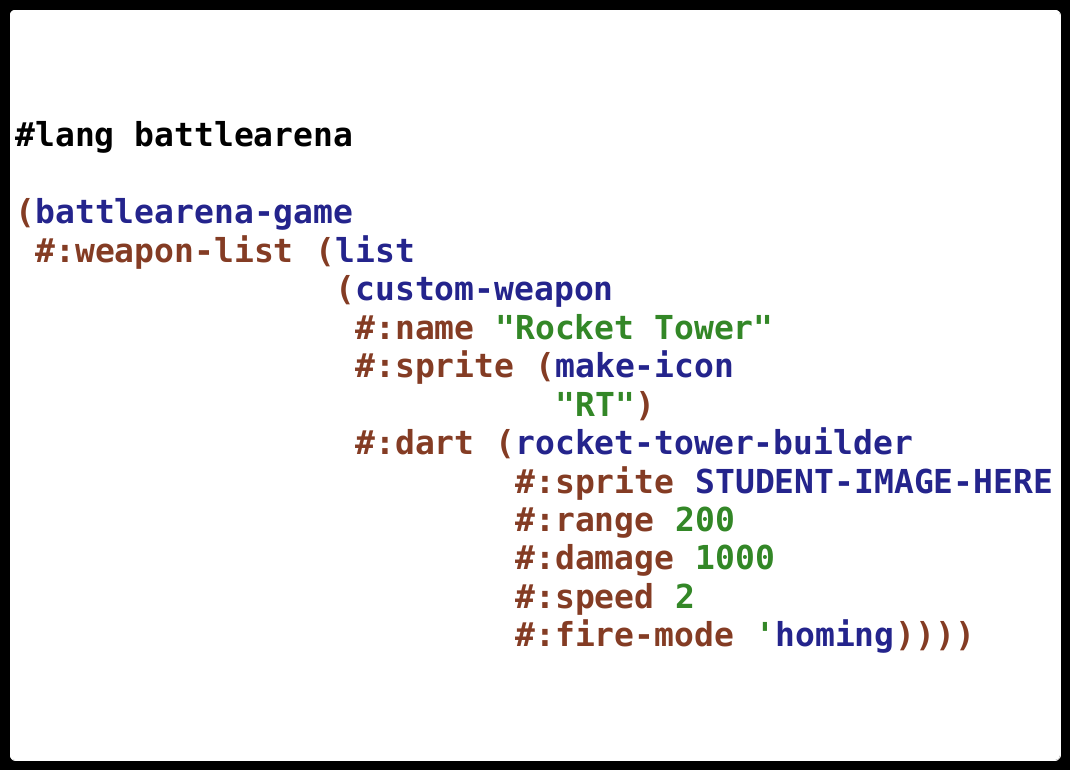 #lang battlearena
(battlearena-game
#:weapon-list (list
(custom-weapon
#:name "Rocket Tower"
#:sprite (make-icon
"RT")
#:dart (rocket-tower-builder
#:sprite STUDENT-IMAGE-HERE
#:range 200
#:damage 1000
#:speed 2
#:fire-mode 'homing))))